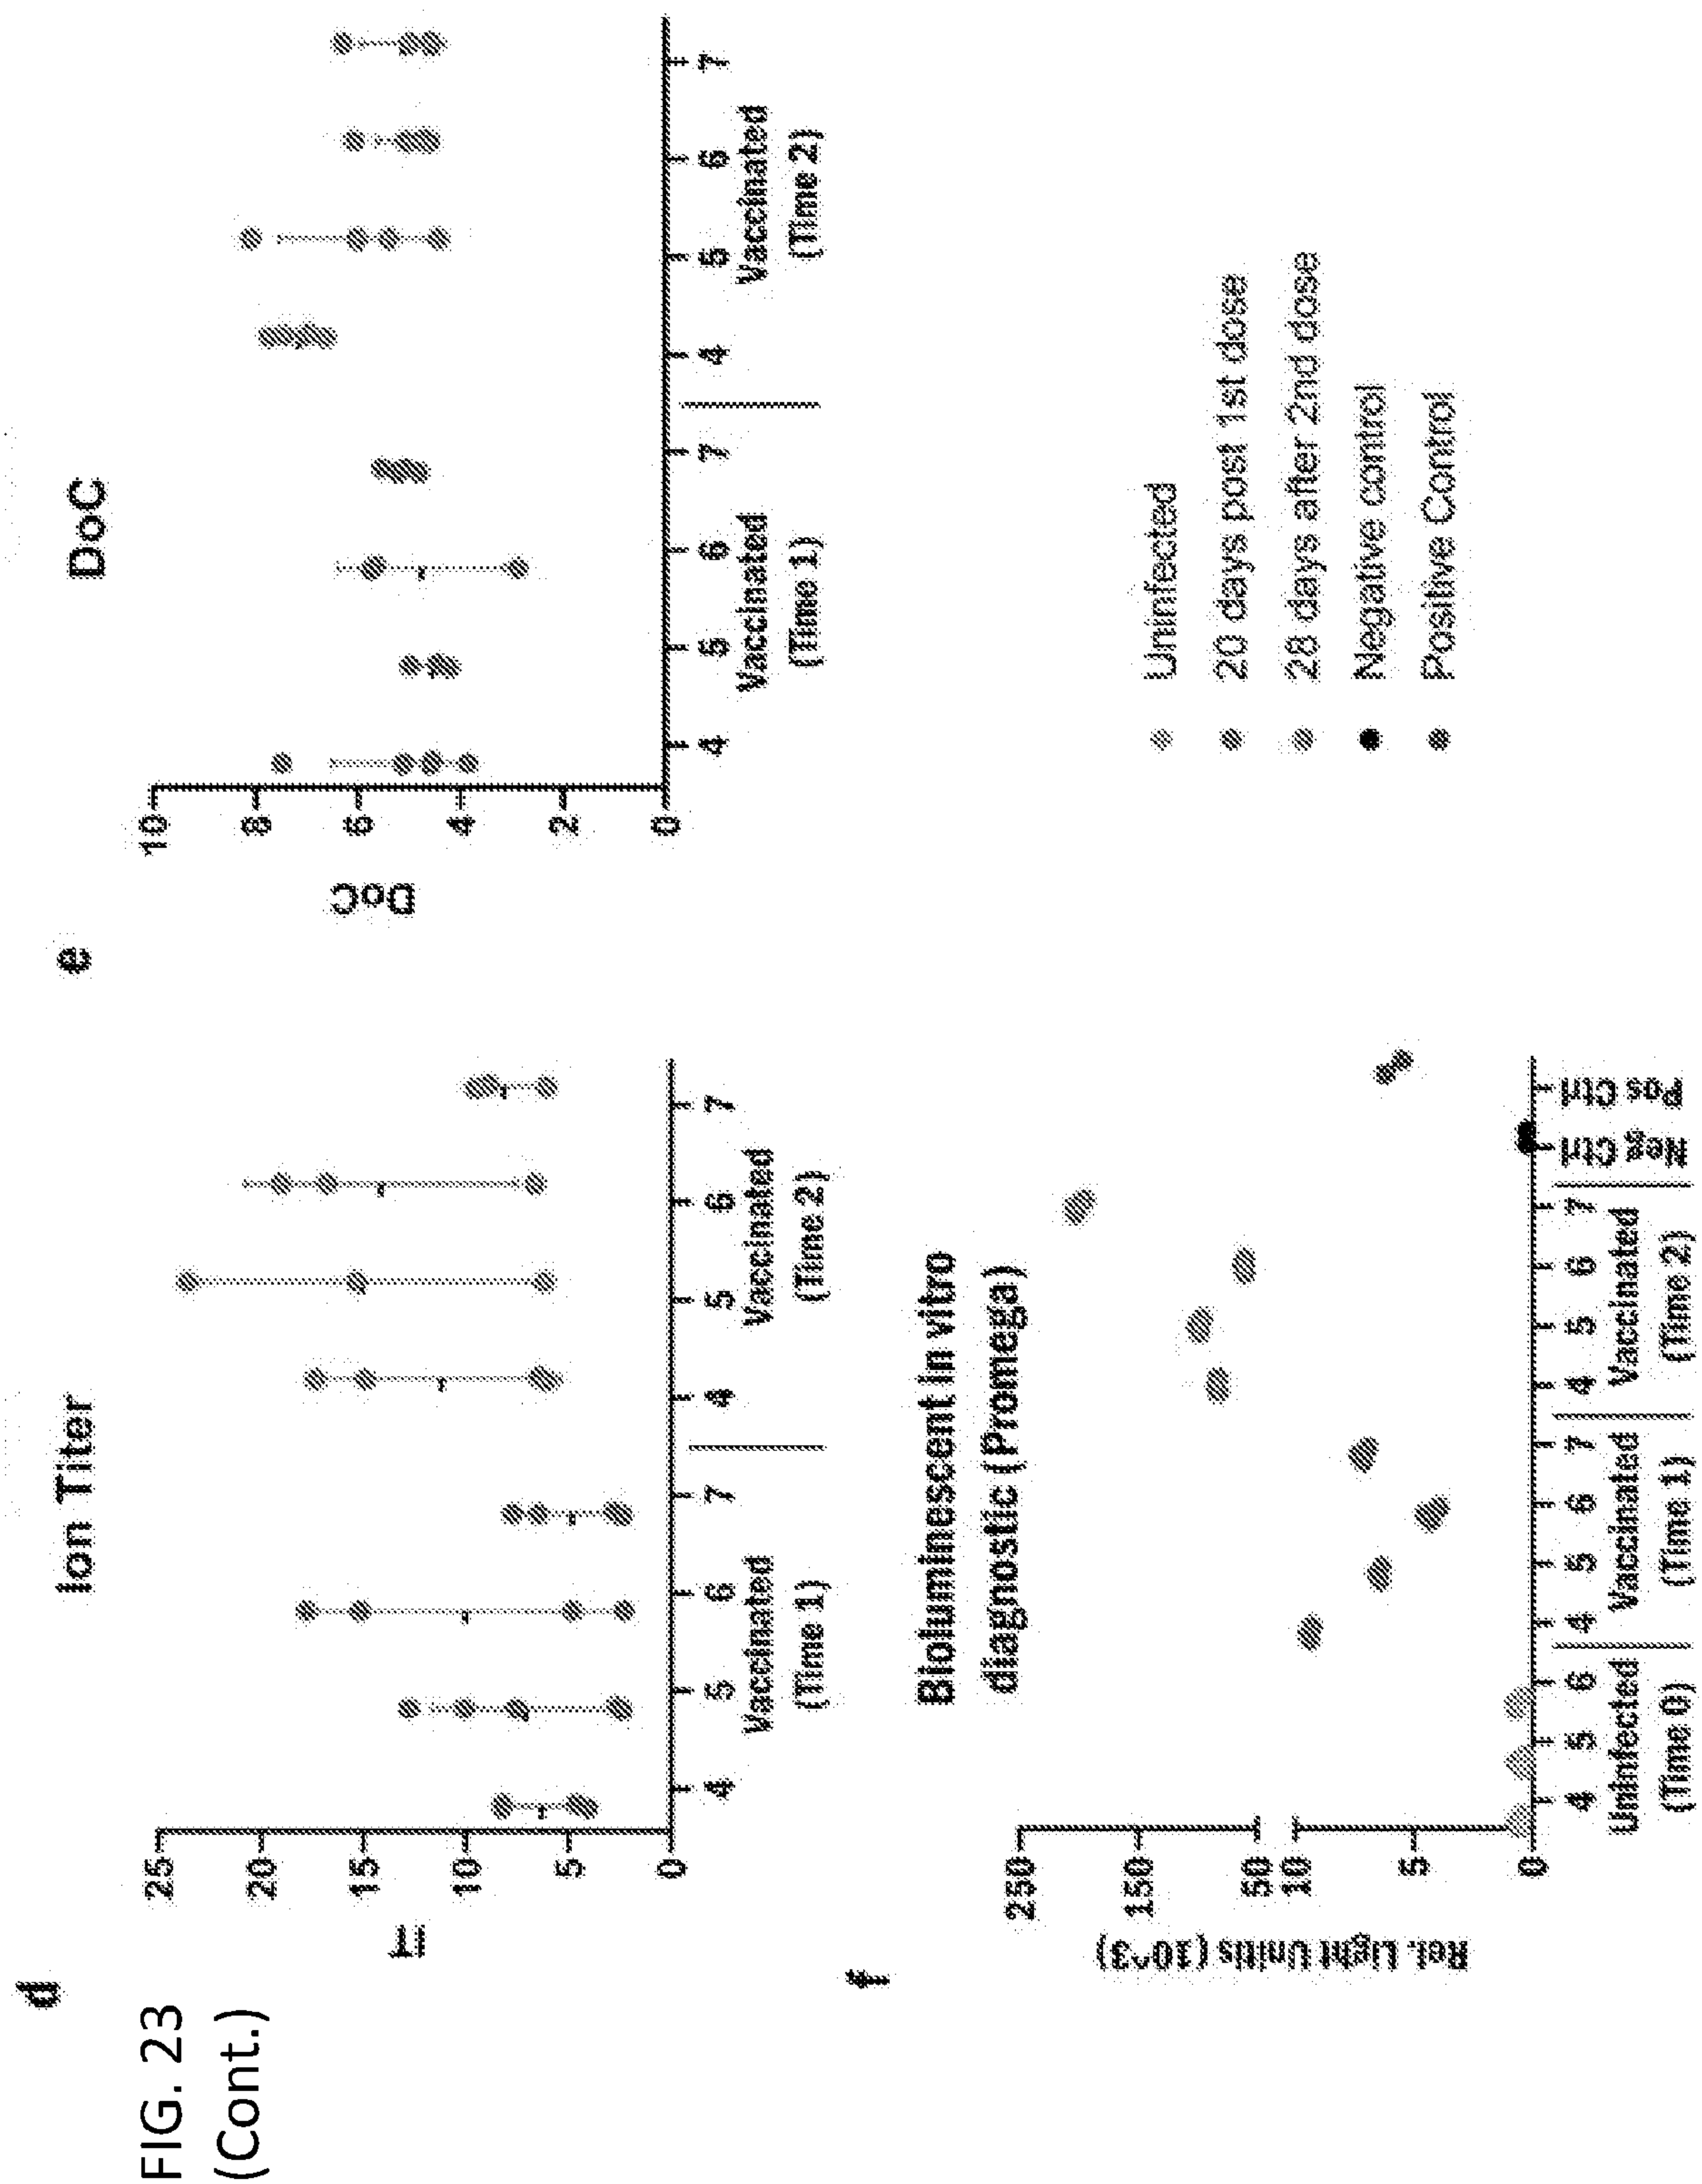 FIG. 23
(Cont.)
d
Ion Titer
IT
25
20
15
10
5
0
4 5 6 7 4 5 6 7
Vaccinated Vaccinated
(Time 1) (Time 2)
e
DoC
DoC
10
8
6
4
2
0
4 5 6 7 4 5 6 7
Vaccinated Vaccinated
(Time 1) (Time 2)
f
Bioluminescent in vitro
diagnostic (Promega)
Rel. Light Unitis (10^3)
250
150
50
10
5
0
4 5 6 4 5 6 7 4 5 6 7 Neg Ctrl Pos Ctrl
Uninfected Vaccinated Vaccinated
(Time 0) (Time 1) (Time 2)
Uninfected
20 days post 1st dose
28 days after 2nd dose
Negative control
Positive Control